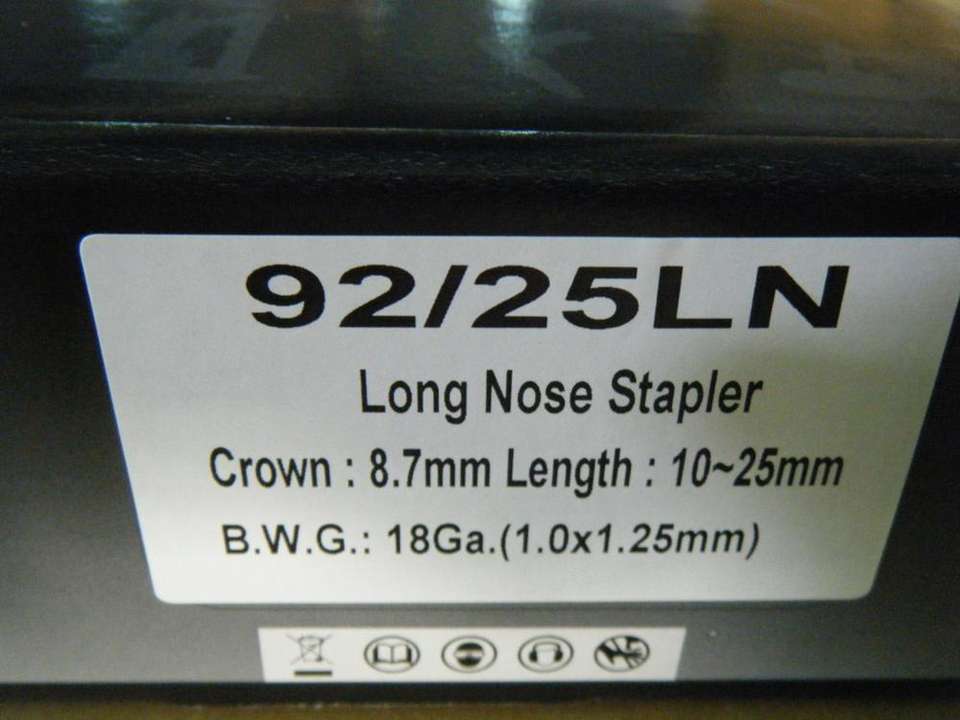 92/25LN
Long Nose Stapler
Crown : 8.7mm Length : 10~25mm
B.W.G.: 18Ga.(1.0x1.25mm)